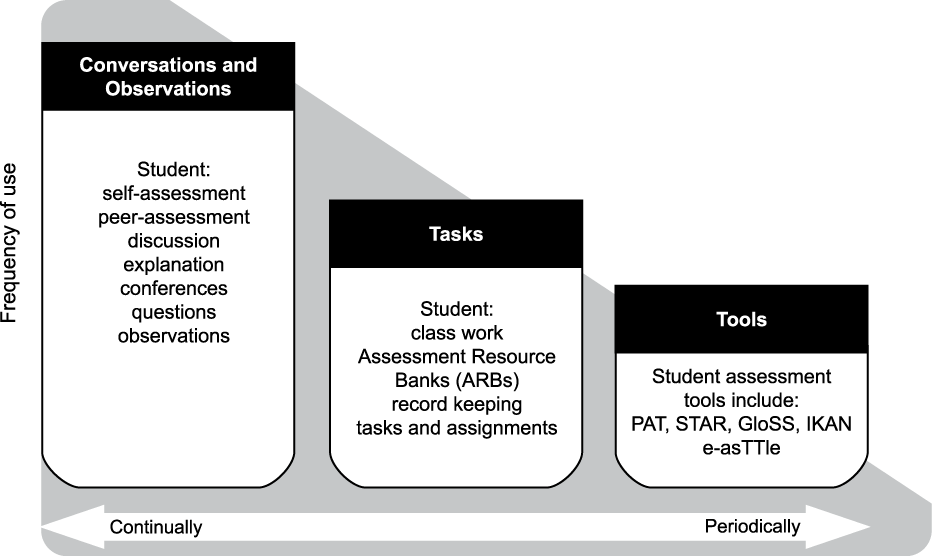 Frequency of use
Conversations and
Observations
Student:
self-assessment
peer-assessment
discussion
explanation
conferences
questions
observations
Tasks
Student:
class work
Assessment Resource
Banks (ARBs)
record keeping
tasks and assignments
Tools
Student assessment
tools include:
PAT, STAR, GloSS, IKAN
e-asTTle
Continually
Periodically